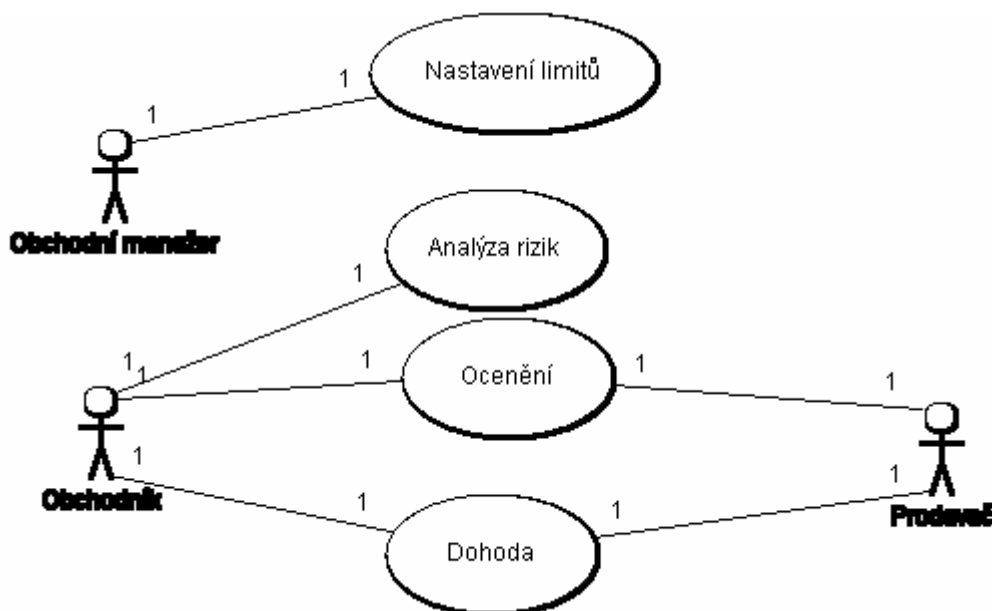 Nastavení limitů
1
1
Obchodní manažer
Analýza rizik
1
1
1
1
Ocenění
1
1
Obchodník
1
1
Dohoda
1
1
Prodavač